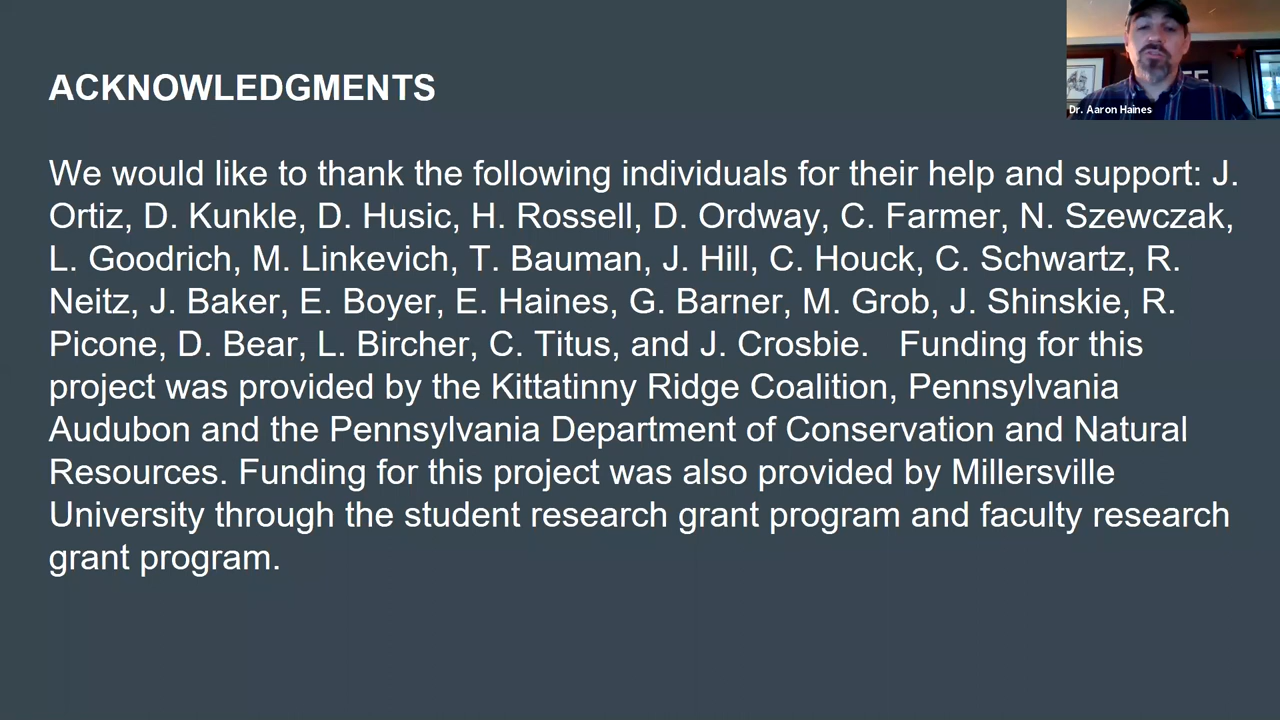 ACKNOWLEDGMENTS
Dr. Aaron Haines
We would like to thank the following individuals for their help and support: J.
Ortiz, D. Kunkle, D. Husic, H. Rossell, D. Ordway, C. Farmer, N. Szewczak,
L. Goodrich, M. Linkevich, T. Bauman, J. Hill, C. Houck, C. Schwartz, R.
Neitz, J. Baker, E. Boyer, E. Haines, G. Barner, M. Grob, J. Shinskie, R.
Picone, D. Bear, L. Bircher, C. Titus, and J. Crosbie.   Funding for this
project was provided by the Kittatinny Ridge Coalition, Pennsylvania
Audubon and the Pennsylvania Department of Conservation and Natural
Resources. Funding for this project was also provided by Millersville
University through the student research grant program and faculty research
grant program.